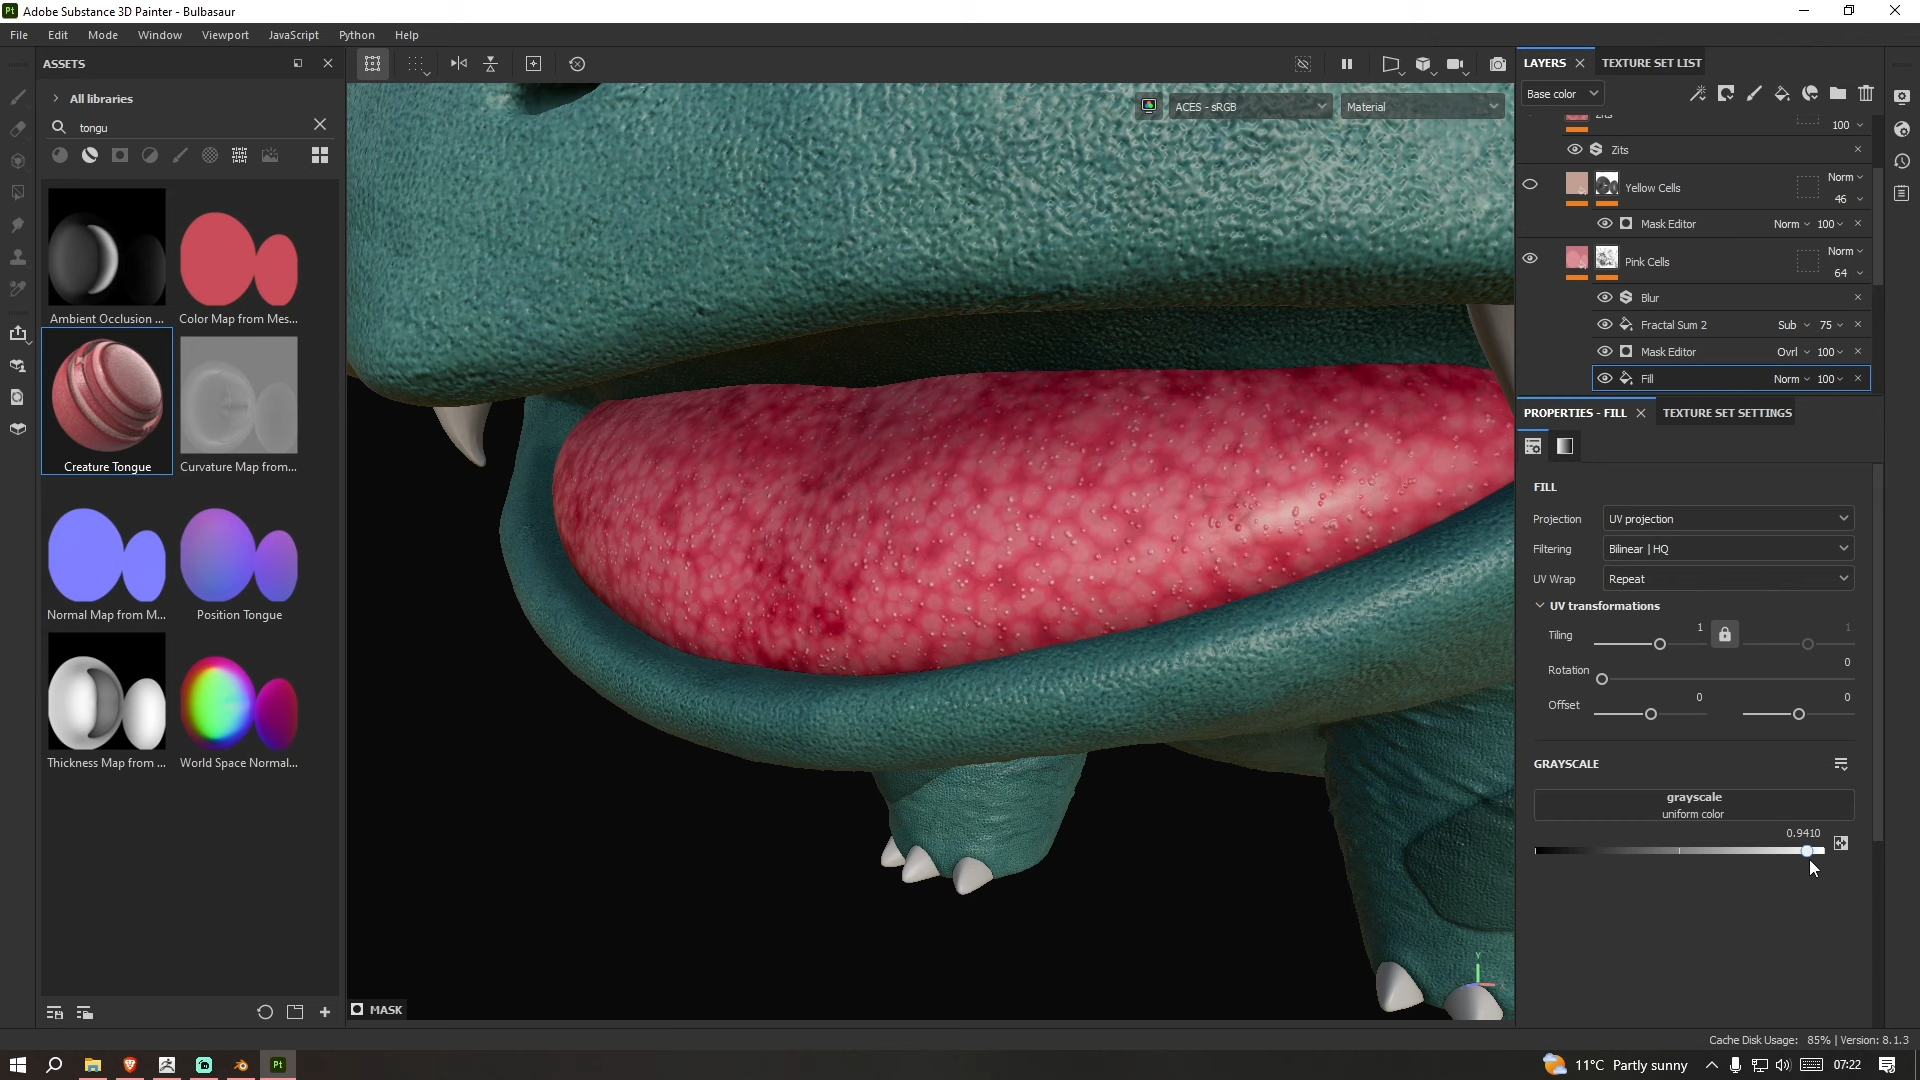 Adobe Substance 3D Painter - Bulbasaur
File Edit Mode Window Viewport JavaScript Python Help
ASSETS
All libraries
tongu
Ambient Occlusion ... Color Map from Mes...
Creature Tongue Curvature Map from...
Normal Map from M... Position Tongue
Thickness Map from ... World Space Normal...
ACES - sRGB Material
MASK
LAYERS TEXTURE SET LIST
Base color
100
Zits
Yellow Cells Norm
46
Mask Editor Norm 100
Pink Cells Norm
64
Blur
Fractal Sum 2 Sub 75
Mask Editor Ovrl 100
Fill Norm 100
PROPERTIES - FILL TEXTURE SET SETTINGS
FILL
Projection UV projection
Filtering Bilinear | HQ
UV Wrap Repeat
UV transformations
Tiling 1 1
Rotation 0
Offset 0 0
GRAYSCALE
grayscale
uniform color
0.9410
Cache Disk Usage: 85% | Version: 8.1.3
Pt 11°C Partly sunny 07:22